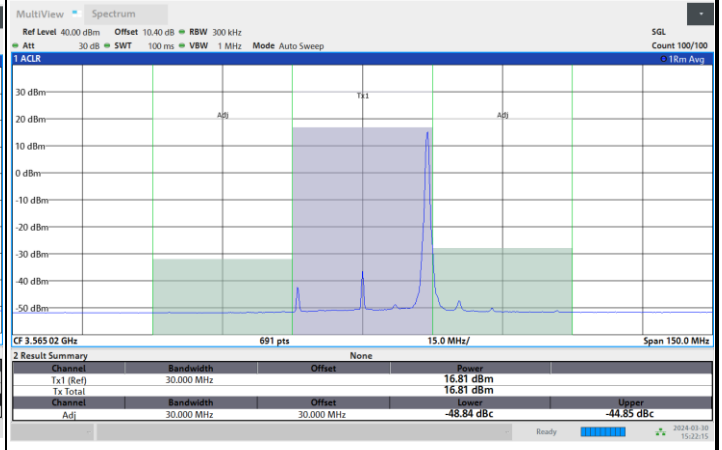 MultiView Spectrum
Ref Level 40.00 dBm Offset 10.40 dB RBW 300 kHz SGL
Att 30 dB SWT 100 ms VBW 1 MHz Mode Auto Sweep Count 100/100
1 ACLR 1Rm Avg
30 dBm
Tx1
20 dBm Adj Adj
10 dBm
0 dBm
-10 dBm
-20 dBm
-30 dBm
-40 dBm
-50 dBm
CF 3.565 02 GHz 691 pts 15.0 MHz/ Span 150.0 MHz
2 Result Summary None
Channel Bandwidth Offset Power
Tx1 (Ref) 30.000 MHz 16.81 dBm
Tx Total 16.81 dBm
Channel Bandwidth Offset Lower Upper
Adj 30.000 MHz 30.000 MHz -48.84 dBc -44.85 dBc
Ready 2024-03-30
15:22:15